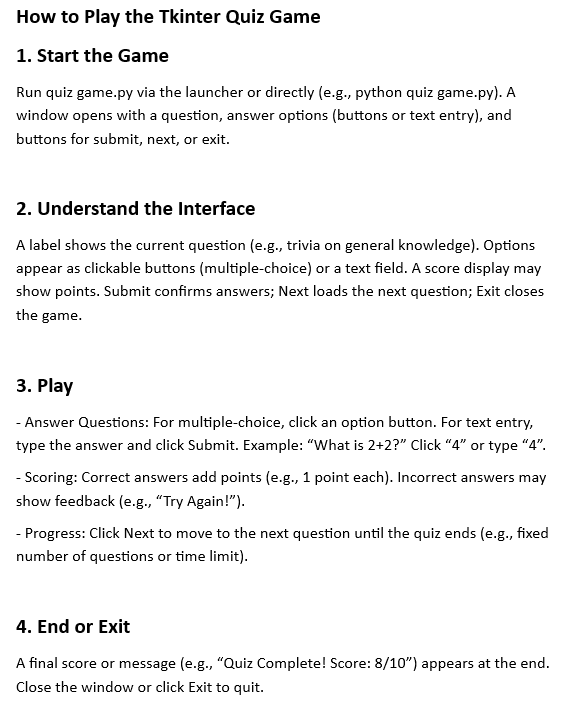 How to Play the Tkinter Quiz Game
1. Start the Game
Run quiz game.py via the launcher or directly (e.g., python quiz game.py). A
window opens with a question, answer options (buttons or text entry), and
buttons for submit, next, or exit.
2. Understand the Interface
A label shows the current question (e.g., trivia on general knowledge). Options
appear as clickable buttons (multiple-choice) or a text field. A score display may
show points. Submit confirms answers; Next loads the next question; Exit closes
the game.
3. Play
- Answer Questions: For multiple-choice, click an option button. For text entry,
type the answer and click Submit. Example: “What is 2+2?” Click “4” or type “4”.
- Scoring: Correct answers add points (e.g., 1 point each). Incorrect answers may
show feedback (e.g., “Try Again!”).
- Progress: Click Next to move to the next question until the quiz ends (e.g., fixed
number of questions or time limit).
4. End or Exit
A final score or message (e.g., “Quiz Complete! Score: 8/10”) appears at the end.
Close the window or click Exit to quit.